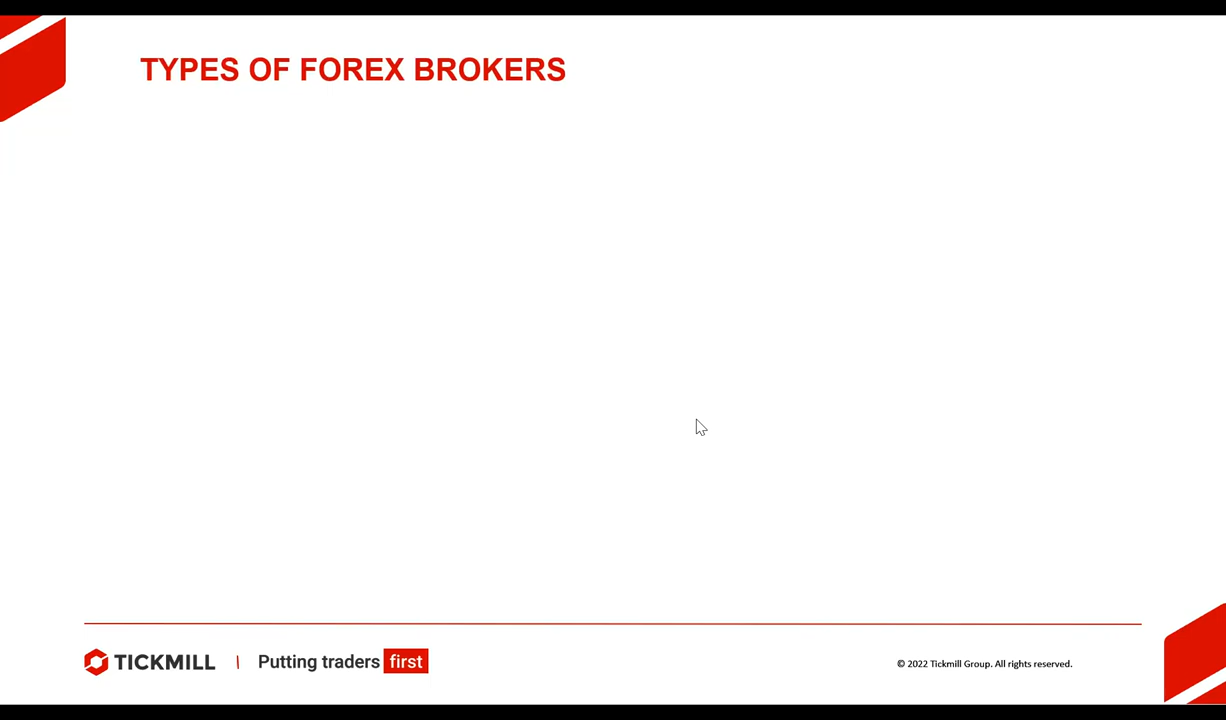 TYPES OF FOREX BROKERS
TICKMILL | Putting traders first
© 2022 Tickmill Group. All rights reserved.